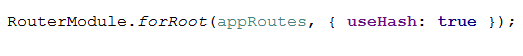 RouterModule.forRoot(appRoutes, { useHash: true });